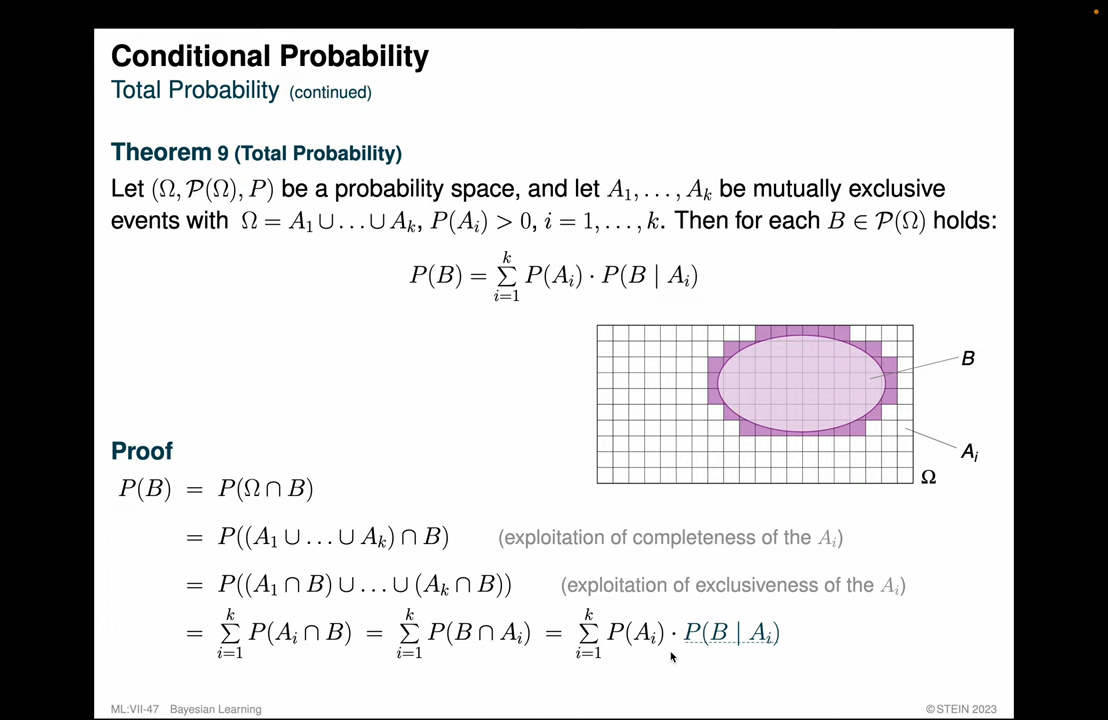 Conditional Probability
Total Probability (continued)
Theorem 9 (Total Probability)
Let (Ω, 𝒫(Ω), P) be a probability space, and let A₁, . . . , Aₖ be mutually exclusive
events with Ω = A₁ ∪ . . . ∪ Aₖ, P(Aᵢ) > 0, i = 1, . . . , k. Then for each B ∈ 𝒫(Ω) holds:
P(B) = ∑ᵢ₌₁ᵏ P(Aᵢ) · P(B | Aᵢ)
B
Aᵢ
Ω
Proof
P(B) = P(Ω ∩ B)
= P((A₁ ∪ . . . ∪ Aₖ) ∩ B) (exploitation of completeness of the Aᵢ)
= P((A₁ ∩ B) ∪ . . . ∪ (Aₖ ∩ B)) (exploitation of exclusiveness of the Aᵢ)
= ∑ᵢ₌₁ᵏ P(Aᵢ ∩ B) = ∑ᵢ₌₁ᵏ P(B ∩ Aᵢ) = ∑ᵢ₌₁ᵏ P(Aᵢ) · P(B | Aᵢ)
ML:VII-47 Bayesian Learning © STEIN 2023